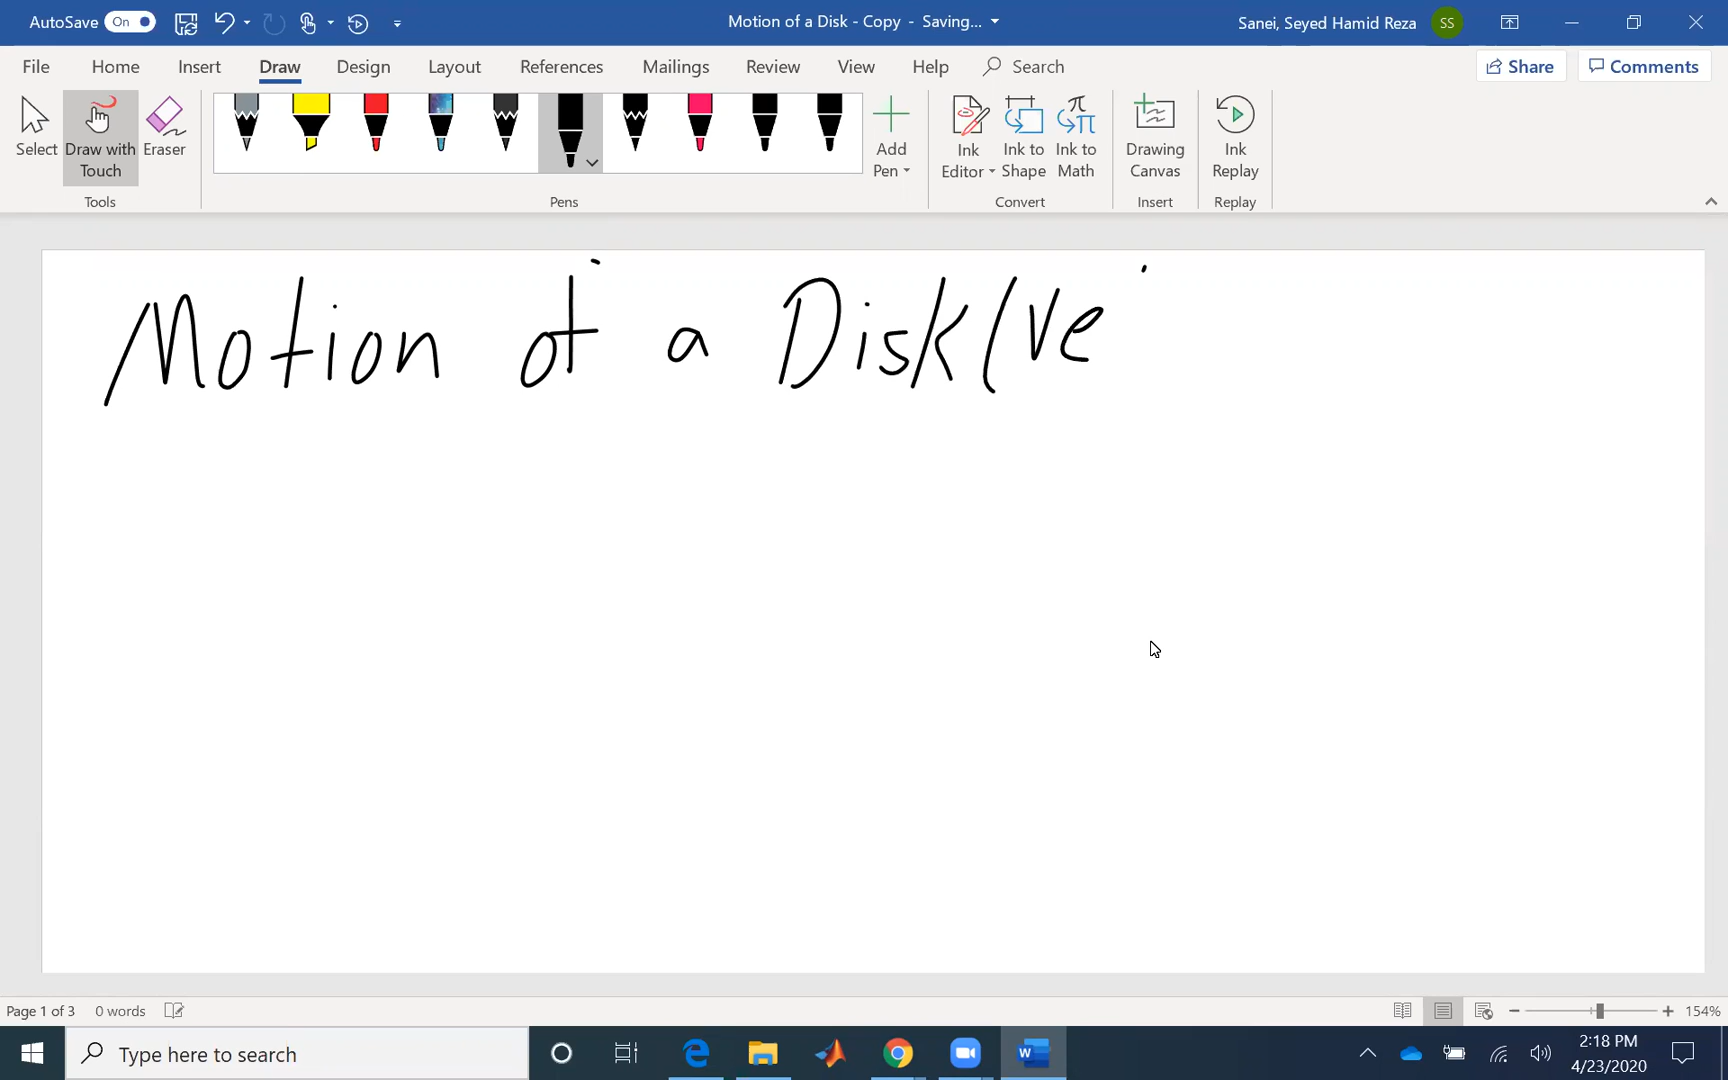 AutoSave On Motion of a Disk - Copy - Saving... Sanei, Seyed Hamid Reza SS
File Home Insert Draw Design Layout References Mailings Review View Help Search Share Comments
Select Draw with Touch Eraser Add Pen Ink Editor Ink to Shape Ink to Math Drawing Canvas Ink Replay
Tools Pens Convert Insert Replay
Motion of a Disk (Ve
Page 1 of 3 0 words 154%
Type here to search 2:18 PM
4/23/2020